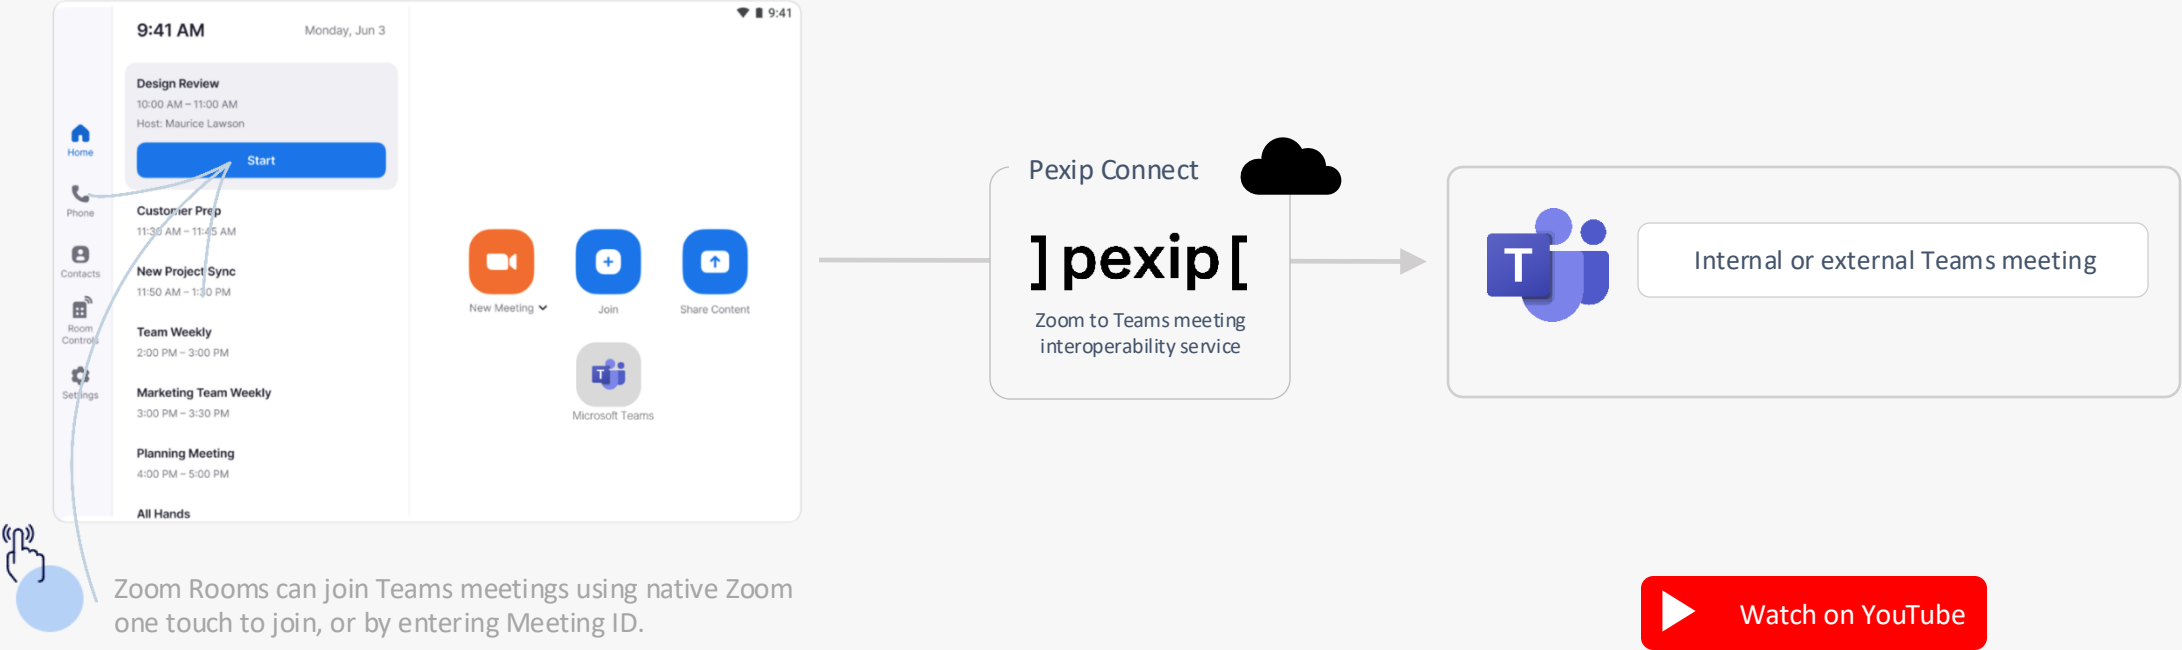 9:41
9:41 AM
Monday, Jun 3
Design Review
10:00 AM – 11:00 AM
Host: Maurice Lawson
Start
Home
Phone
Contacts
Room
Controls
Settings
Customer Prep
11:30 AM – 11:45 AM
New Project Sync
11:50 AM – 1:30 PM
Team Weekly
2:00 PM – 3:00 PM
Marketing Team Weekly
3:00 PM – 3:30 PM
Planning Meeting
4:00 PM – 5:00 PM
All Hands
New Meeting
Join
Share Content
T
Microsoft Teams
Zoom Rooms can join Teams meetings using native Zoom
one touch to join, or by entering Meeting ID.
Pexip Connect
]pexip[
Zoom to Teams meeting
interoperability service
T
Internal or external Teams meeting
Watch on YouTube